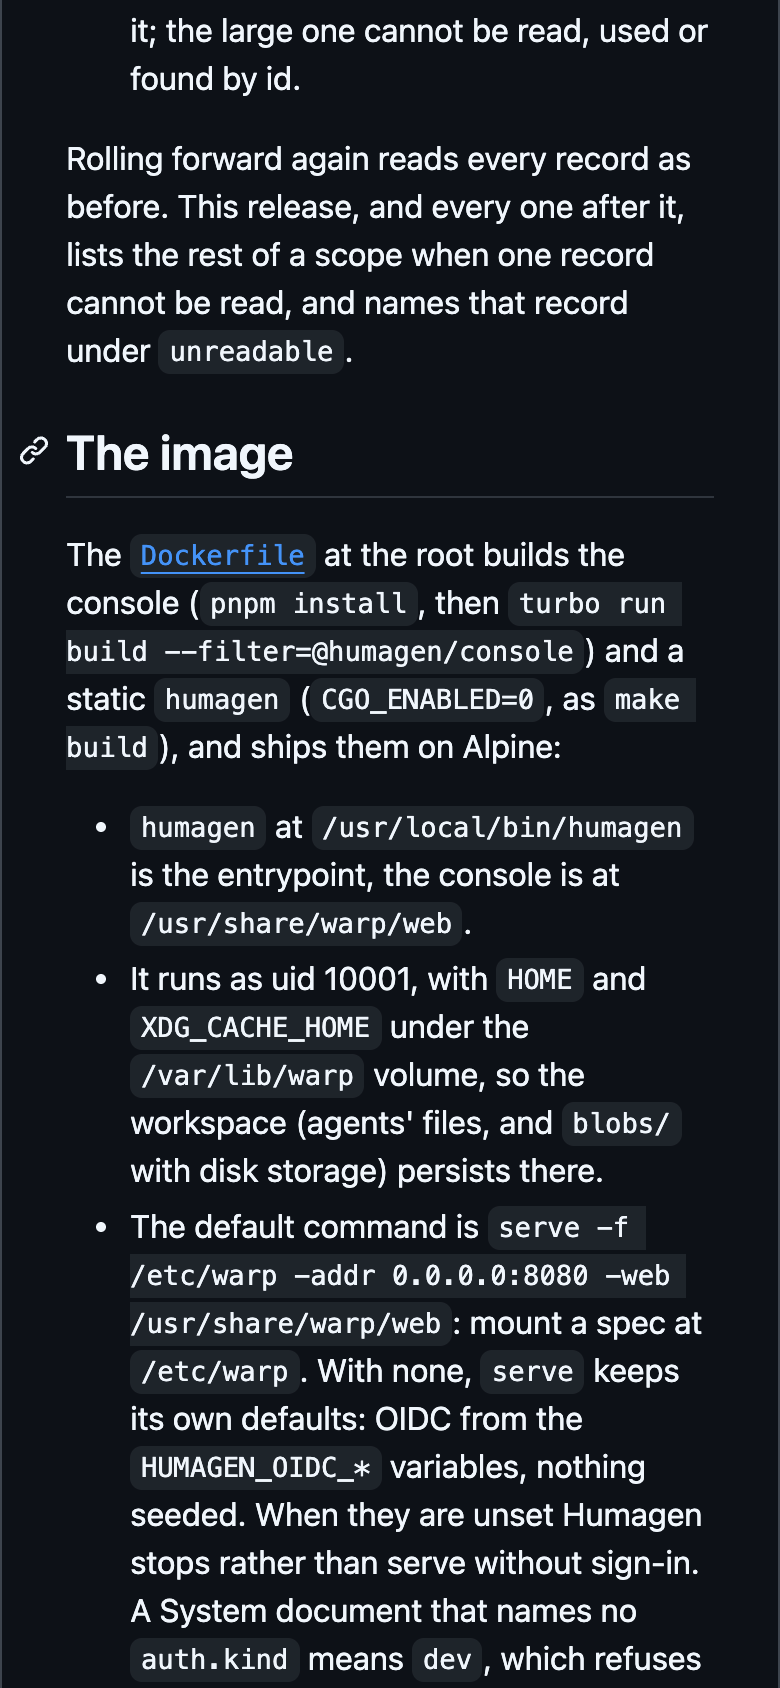 it; the large one cannot be read, used or
found by id.
Rolling forward again reads every record as
before. This release, and every one after it,
lists the rest of a scope when one record
cannot be read, and names that record
under unreadable.
The image
The Dockerfile at the root builds the
console (pnpm install, then turbo run
build --filter=@humagen/console) and a
static humagen (CGO_ENABLED=0, as make
build), and ships them on Alpine:
• humagen at /usr/local/bin/humagen
is the entrypoint, the console is at
/usr/share/warp/web.
• It runs as uid 10001, with HOME and
XDG_CACHE_HOME under the
/var/lib/warp volume, so the
workspace (agents' files, and blobs/
with disk storage) persists there.
• The default command is serve -f
/etc/warp -addr 0.0.0.0:8080 -web
/usr/share/warp/web: mount a spec at
/etc/warp. With none, serve keeps
its own defaults: OIDC from the
HUMAGEN_OIDC_* variables, nothing
seeded. When they are unset Humagen
stops rather than serve without sign-in.
A System document that names no
auth.kind means dev, which refuses